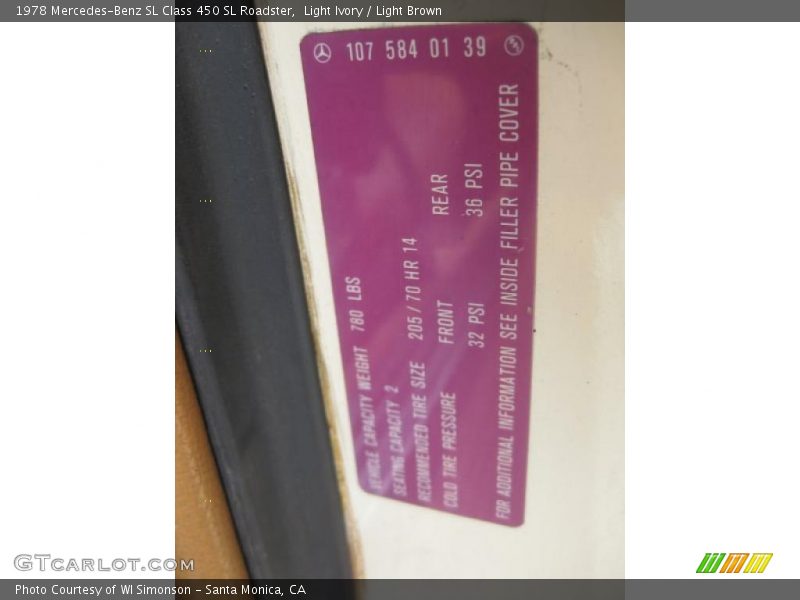 1978 Mercedes-Benz SL Class 450 SL Roadster,  Light Ivory / Light Brown
107 584 01 39
VEHICLE CAPACITY WEIGHT 780 LBS
SEATING CAPACITY 2
RECOMMENDED TIRE SIZE 205 / 70 HR 14
COLD TIRE PRESSURE FRONT REAR
32 PSI 36 PSI
FOR ADDITIONAL INFORMATION SEE INSIDE FILLER PIPE COVER
GTcarlot.com
Photo Courtesy of WI Simonson - Santa Monica, CA